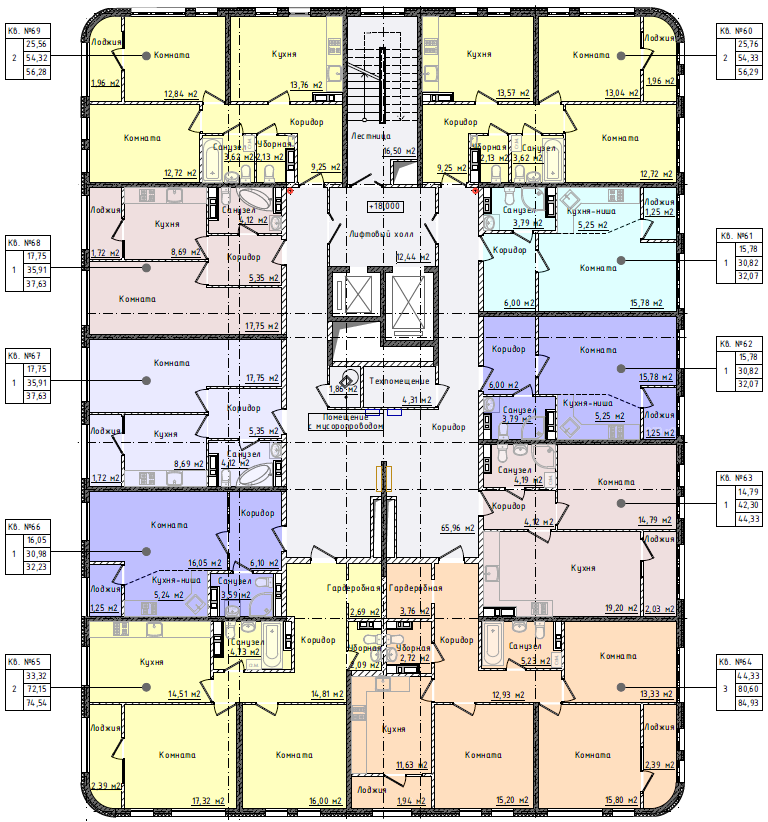 Кв. №69
25,56
2 54,32
56,28
Лоджия
1,96 м2
Комната
12,84 м2
Кухня
13,76 м2
Комната
12,72 м2
Санузел
3,62 м2
Уборная
2,13 м2
Коридор
9,25 м2
Лестница
16,50 м2
Кухня
13,57 м2
Комната
13,04 м2
Лоджия
1,96 м2
Коридор
9,25 м2
Уборная
2,13 м2
Санузел
3,62 м2
Комната
12,72 м2
Кв. №60
25,76
2 54,33
56,29
Кв. №68
17,75
1 35,91
37,63
Лоджия
1,72 м2
Кухня
8,69 м2
Санузел
4,12 м2
Коридор
5,35 м2
Комната
17,75 м2
+18,000
Лифтовый холл
12,44 м2
Санузел
3,79 м2
Кухня-ниша
5,25 м2
Лоджия
1,25 м2
Коридор
6,00 м2
Комната
15,78 м2
Кв. №61
15,78
1 30,82
32,07
Кв. №67
17,75
1 35,91
37,63
Комната
17,75 м2
Коридор
5,35 м2
Лоджия
1,72 м2
Кухня
8,69 м2
Санузел
4,12 м2
1,86 м2
Техпомещение
4,31 м2
Помещение
с мусоропроводом
Коридор
65,96 м2
Коридор
6,00 м2
Комната
15,78 м2
Санузел
3,79 м2
Кухня-ниша
5,25 м2
Лоджия
1,25 м2
Кв. №62
15,78
1 30,82
32,07
Кв. №66
16,05
1 30,98
32,23
Комната
16,05 м2
Коридор
6,10 м2
Лоджия
1,25 м2
Кухня-ниша
5,24 м2
Санузел
3,59 м2
Санузел
4,19 м2
Коридор
4,12 м2
Комната
14,79 м2
Кухня
19,20 м2
Лоджия
2,03 м2
Кв. №63
14,79
1 42,30
44,33
Кв. №65
33,32
2 72,15
74,54
Кухня
14,51 м2
Санузел
4,73 м2
Коридор
14,81 м2
Гардеробная
2,69 м2
Уборная
2,09 м2
Лоджия
2,39 м2
Комната
17,32 м2
Комната
16,00 м2
Гардеробная
3,76 м2
Уборная
2,72 м2
Коридор
12,93 м2
Санузел
5,23 м2
Комната
13,33 м2
Кухня
11,63 м2
Лоджия
1,94 м2
Комната
15,20 м2
Комната
15,80 м2
Лоджия
2,39 м2
Кв. №64
44,33
3 80,60
84,93